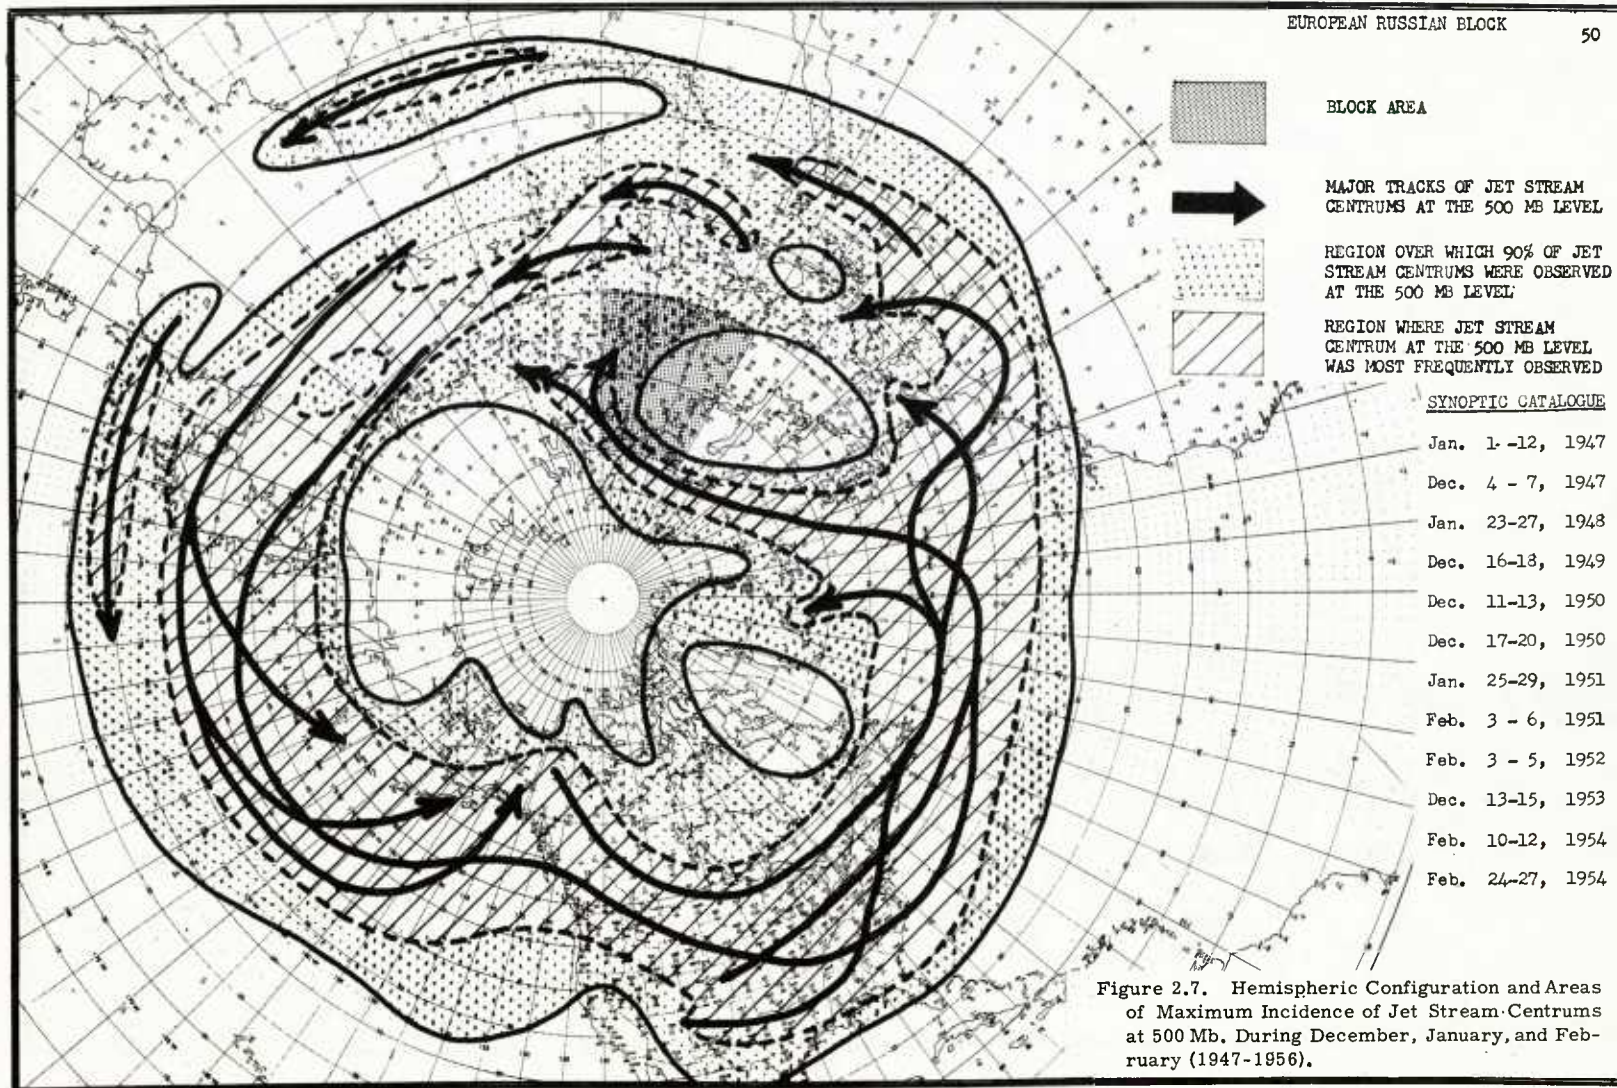 EUROPEAN RUSSIAN BLOCK
50
BLOCK AREA
MAJOR TRACKS OF JET STREAM
CENTRUMS AT THE 500 MB LEVEL
REGION OVER WHICH 90% OF JET
STREAM CENTRUMS WERE OBSERVED
AT THE 500 MB LEVEL
REGION WHERE JET STREAM
CENTRUM AT THE 500 MB LEVEL
WAS MOST FREQUENTLY OBSERVED
SYNOPTIC CATALOGUE
Jan. 1-12, 1947
Dec. 4 - 7, 1947
Jan. 23-27, 1948
Dec. 16-18, 1949
Dec. 11-13, 1950
Dec. 17-20, 1950
Jan. 25-29, 1951
Feb. 3 - 6, 1951
Feb. 3 - 5, 1952
Dec. 13-15, 1953
Feb. 10-12, 1954
Feb. 24-27, 1954
Figure 2.7. Hemispheric Configuration and Areas
of Maximum Incidence of Jet Stream Centrums
at 500 Mb. During December, January, and Feb-
ruary (1947-1956).